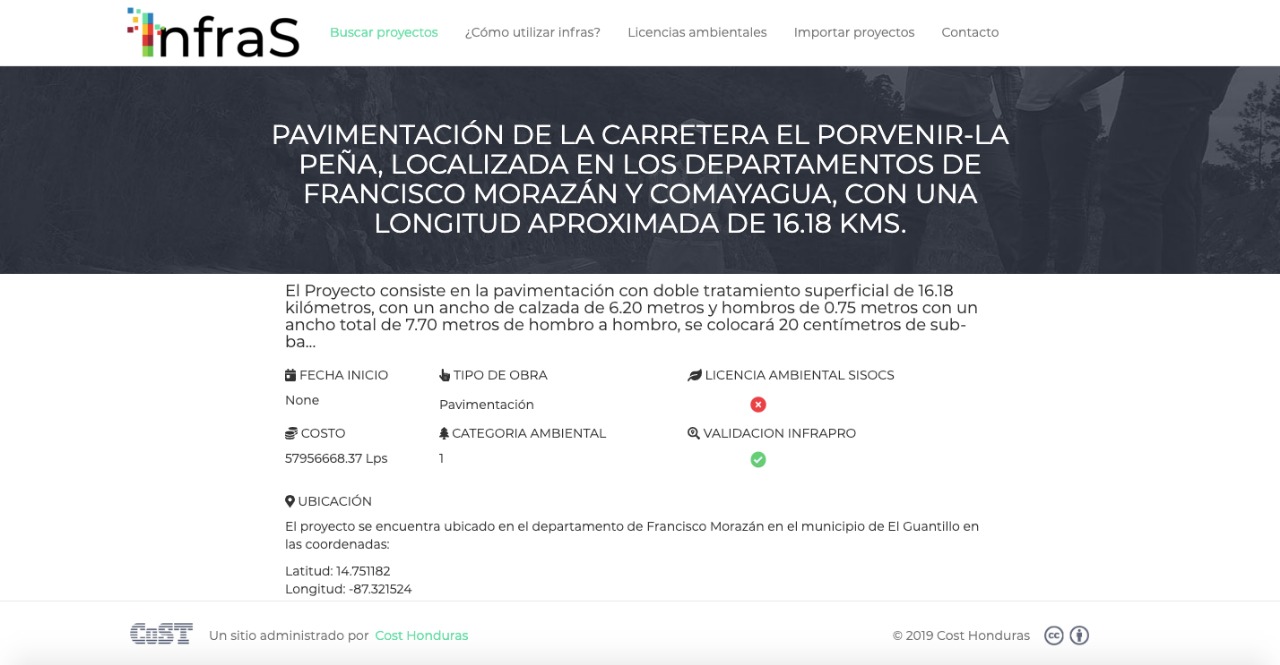 InfraS
Buscar proyectos
¿Cómo utilizar infras?
Licencias ambientales
Importar proyectos
Contacto
PAVIMENTACIÓN DE LA CARRETERA EL PORVENIR-LA
PEÑA, LOCALIZADA EN LOS DEPARTAMENTOS DE
FRANCISCO MORAZÁN Y COMAYAGUA, CON UNA
LONGITUD APROXIMADA DE 16.18 KMS.
El Proyecto consiste en la pavimentación con doble tratamiento superficial de 16.18
kilómetros, con un ancho de calzada de 6.20 metros y hombros de 0.75 metros con un
ancho total de 7.70 metros de hombro a hombro, se colocará 20 centímetros de sub-
ba...
FECHA INICIO
None
TIPO DE OBRA
Pavimentación
LICENCIA AMBIENTAL SISOCS
COSTO
57956668.37 Lps
CATEGORIA AMBIENTAL
1
VALIDACION INFRAPRO
UBICACIÓN
El proyecto se encuentra ubicado en el departamento de Francisco Morazán en el municipio de El Guantillo en
las coordenadas:
Latitud: 14.751182
Longitud: -87.321524
CoST
Un sitio administrado por Cost Honduras
© 2019 Cost Honduras
cc